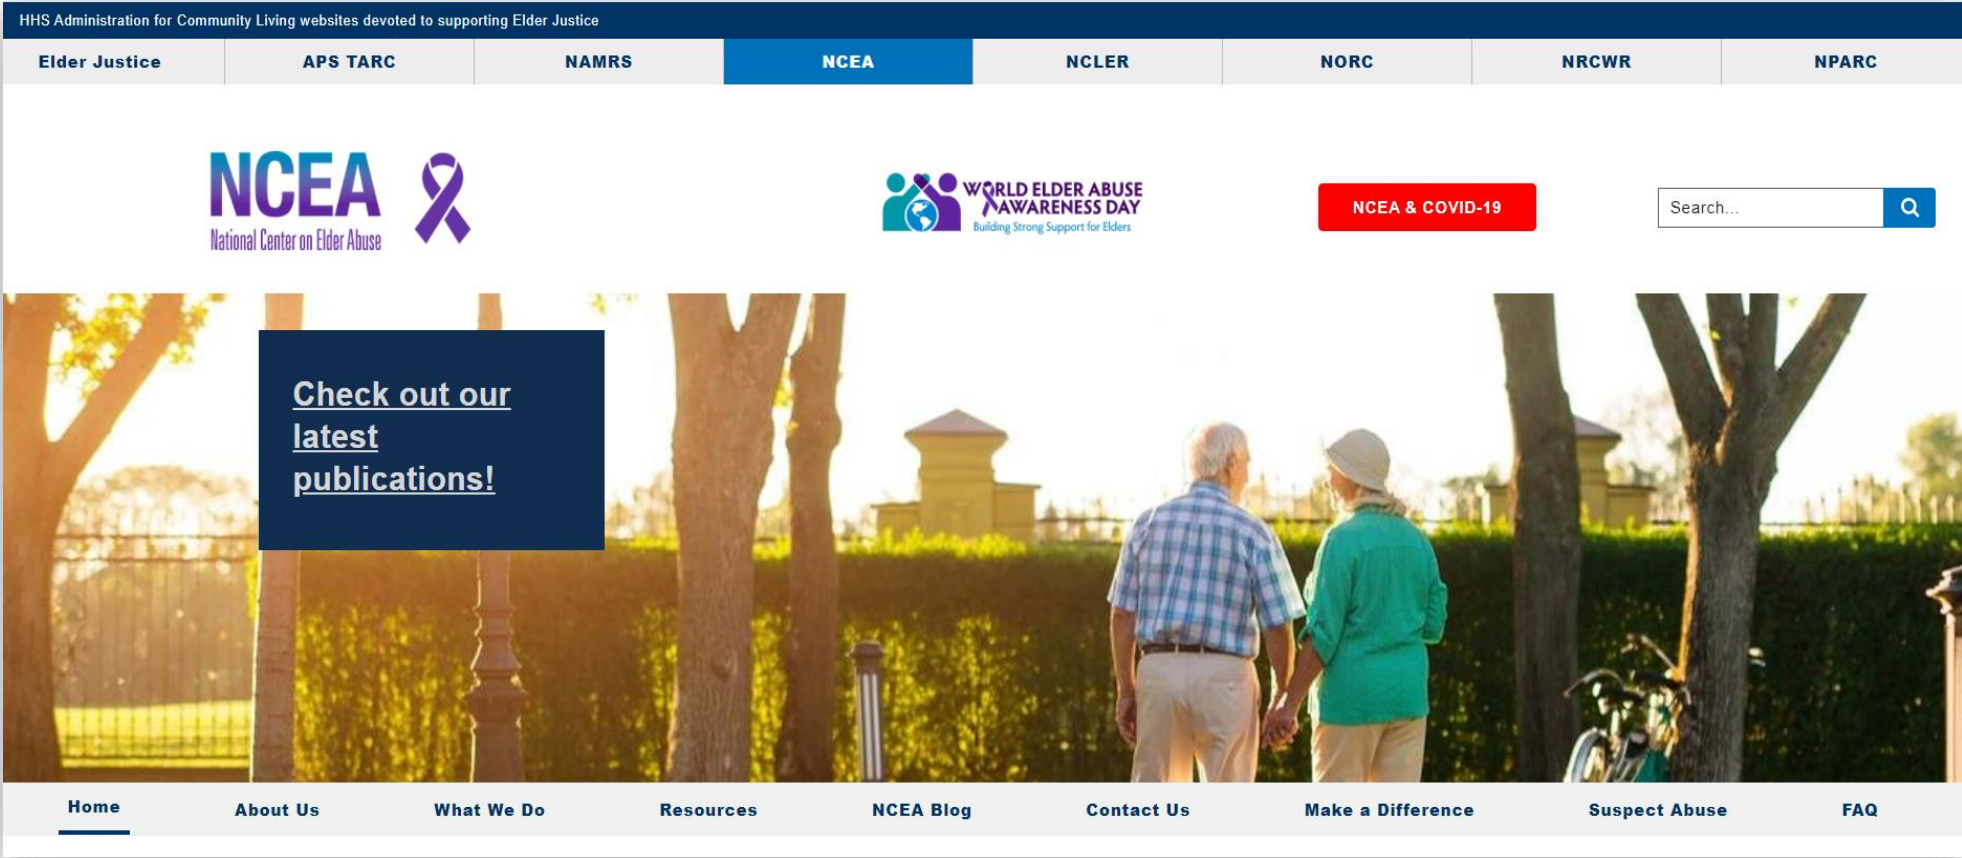 HHS Administration for Community Living websites devoted to supporting Elder Justice
Elder Justice APS TARC NAMRS NCEA NCLER NORC NRCWR NPARC
NCEA
National Center on Elder Abuse
WORLD ELDER ABUSE
AWARENESS DAY
Building Strong Support for Elders
NCEA & COVID-19
Search...
Check out our
latest
publications!
Home About Us What We Do Resources NCEA Blog Contact Us Make a Difference Suspect Abuse FAQ